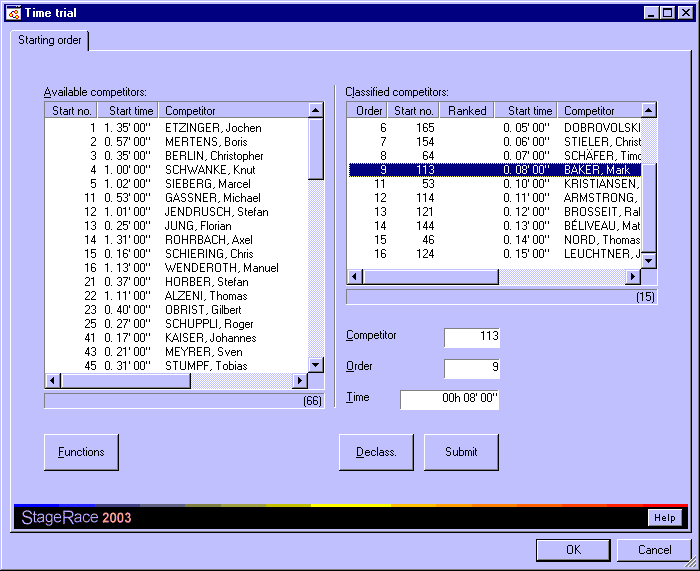 Time trial
Starting order
Available competitors:
Start no. Start time Competitor
1 1. 35' 00" ETZINGER, Jochen
2 0. 57' 00" MERTENS, Boris
3 0. 35' 00" BERLIN, Christopher
4 1. 00' 00" SCHWANKE, Knut
5 1. 02' 00" SIEBERG, Marcel
11 0. 53' 00" GASSNER, Michael
12 1. 01' 00" JENDRUSCH, Stefan
13 0. 25' 00" JUNG, Florian
14 1. 31' 00" ROHRBACH, Axel
15 0. 16' 00" SCHIERING, Chris
16 1. 13' 00" WENDEROTH, Manuel
21 0. 37' 00" HORBER, Stefan
22 1. 11' 00" ALZENI, Thomas
23 0. 40' 00" OBRIST, Gilbert
25 0. 27' 00" SCHUPPLI, Roger
41 0. 17' 00" KAISER, Johannes
43 0. 21' 00" MEYRER, Sven
45 0. 31' 00" STUMPF, Tobias
(66)
Classified competitors:
Order Start no. Ranked Start time Competitor
6 165 0. 05' 00" DOBROVOLSKI
7 154 0. 06' 00" STIELER, Christ
8 64 0. 07' 00" SCHÄFER, Timo
9 113 0. 08' 00" BAKER, Mark
11 53 0. 10' 00" KRISTIANSEN,
12 114 0. 11' 00" ARMSTRONG,
13 121 0. 12' 00" BROSSEIT, Ral
14 144 0. 13' 00" BÉLIVEAU, Mat
15 46 0. 14' 00" NORD, Thomas
16 124 0. 15' 00" LEUCHTNER, J
(15)
Competitor 113
Order 9
Time 00h 08' 00"
Functions
Declass.
Submit
StageRace 2003
Help
OK
Cancel